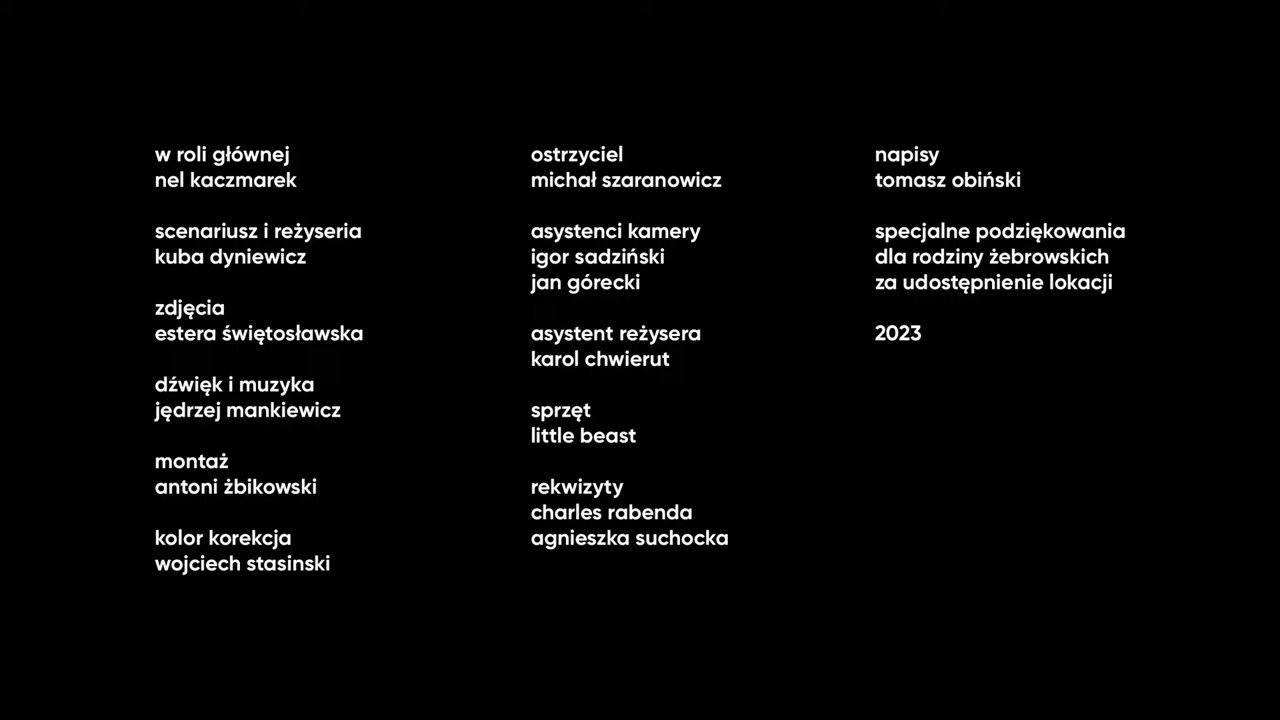 w roli głównej
nel kaczmarek
scenariusz i reżyseria
kuba dyniewicz
zdjęcia
estera świętosławska
dźwięk i muzyka
jędrzej mankiewicz
montaż
antoni żbikowski
kolor korekcja
wojciech stasinski
ostrzyciel
michał szaranowicz
asystenci kamery
igor sadziński
jan górecki
asystent reżysera
karol chwierut
sprzęt
little beast
rekwizyty
charles rabenda
agnieszka suchocka
napisy
tomasz obiński
specjalne podziękowania
dla rodziny żebrowskich
za udostępnienie lokacji
2023